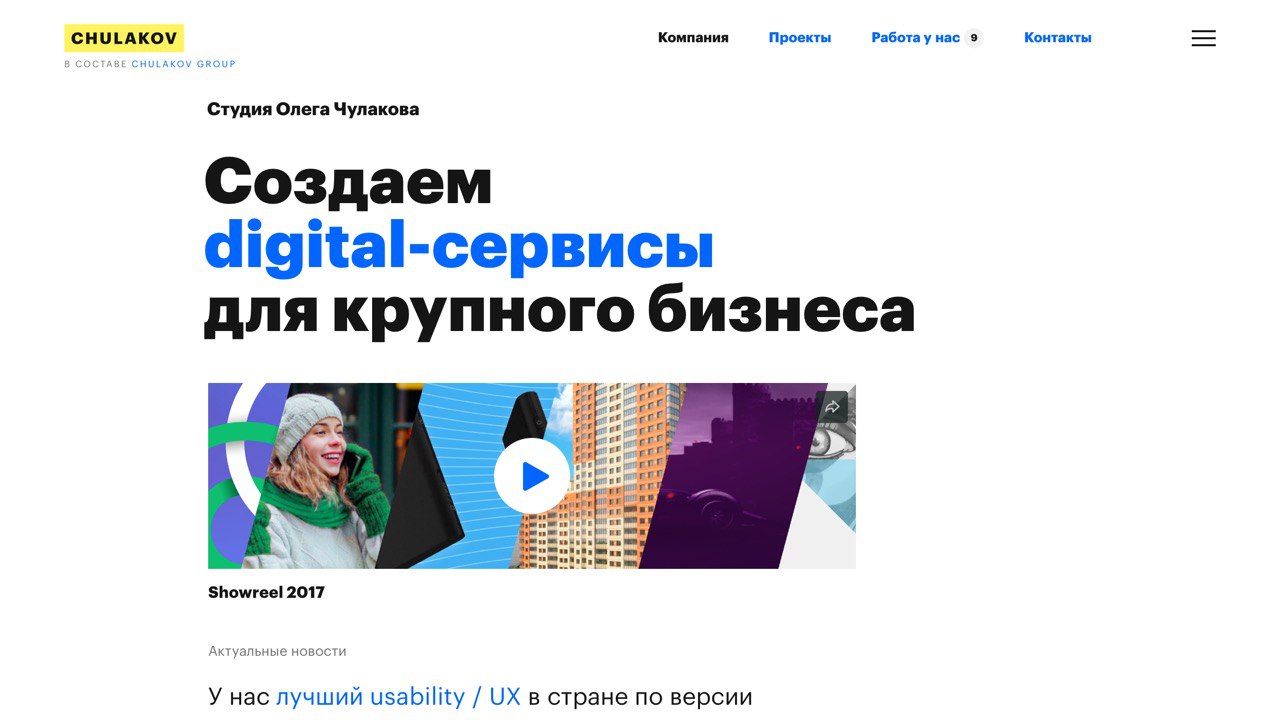 CHULAKOV
В СОСТАВЕ CHULAKOV GROUP
Компания Проекты Работа у нас 9 Контакты
Студия Олега Чулакова
Создаем
digital-сервисы
для крупного бизнеса
Showreel 2017
Актуальные новости
У нас лучший usability / UX в стране по версии